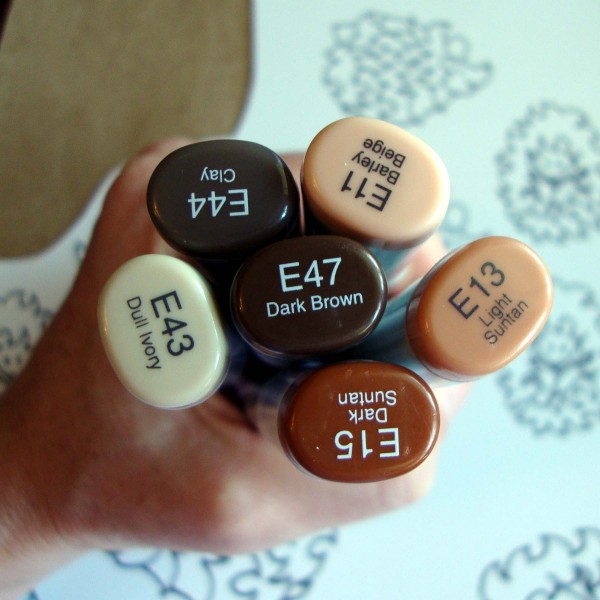 E44
Clay
E11
Barley
Beige
E47
Dark Brown
E43
Dull Ivory
E13
Light
Suntan
E15
Dark
Suntan